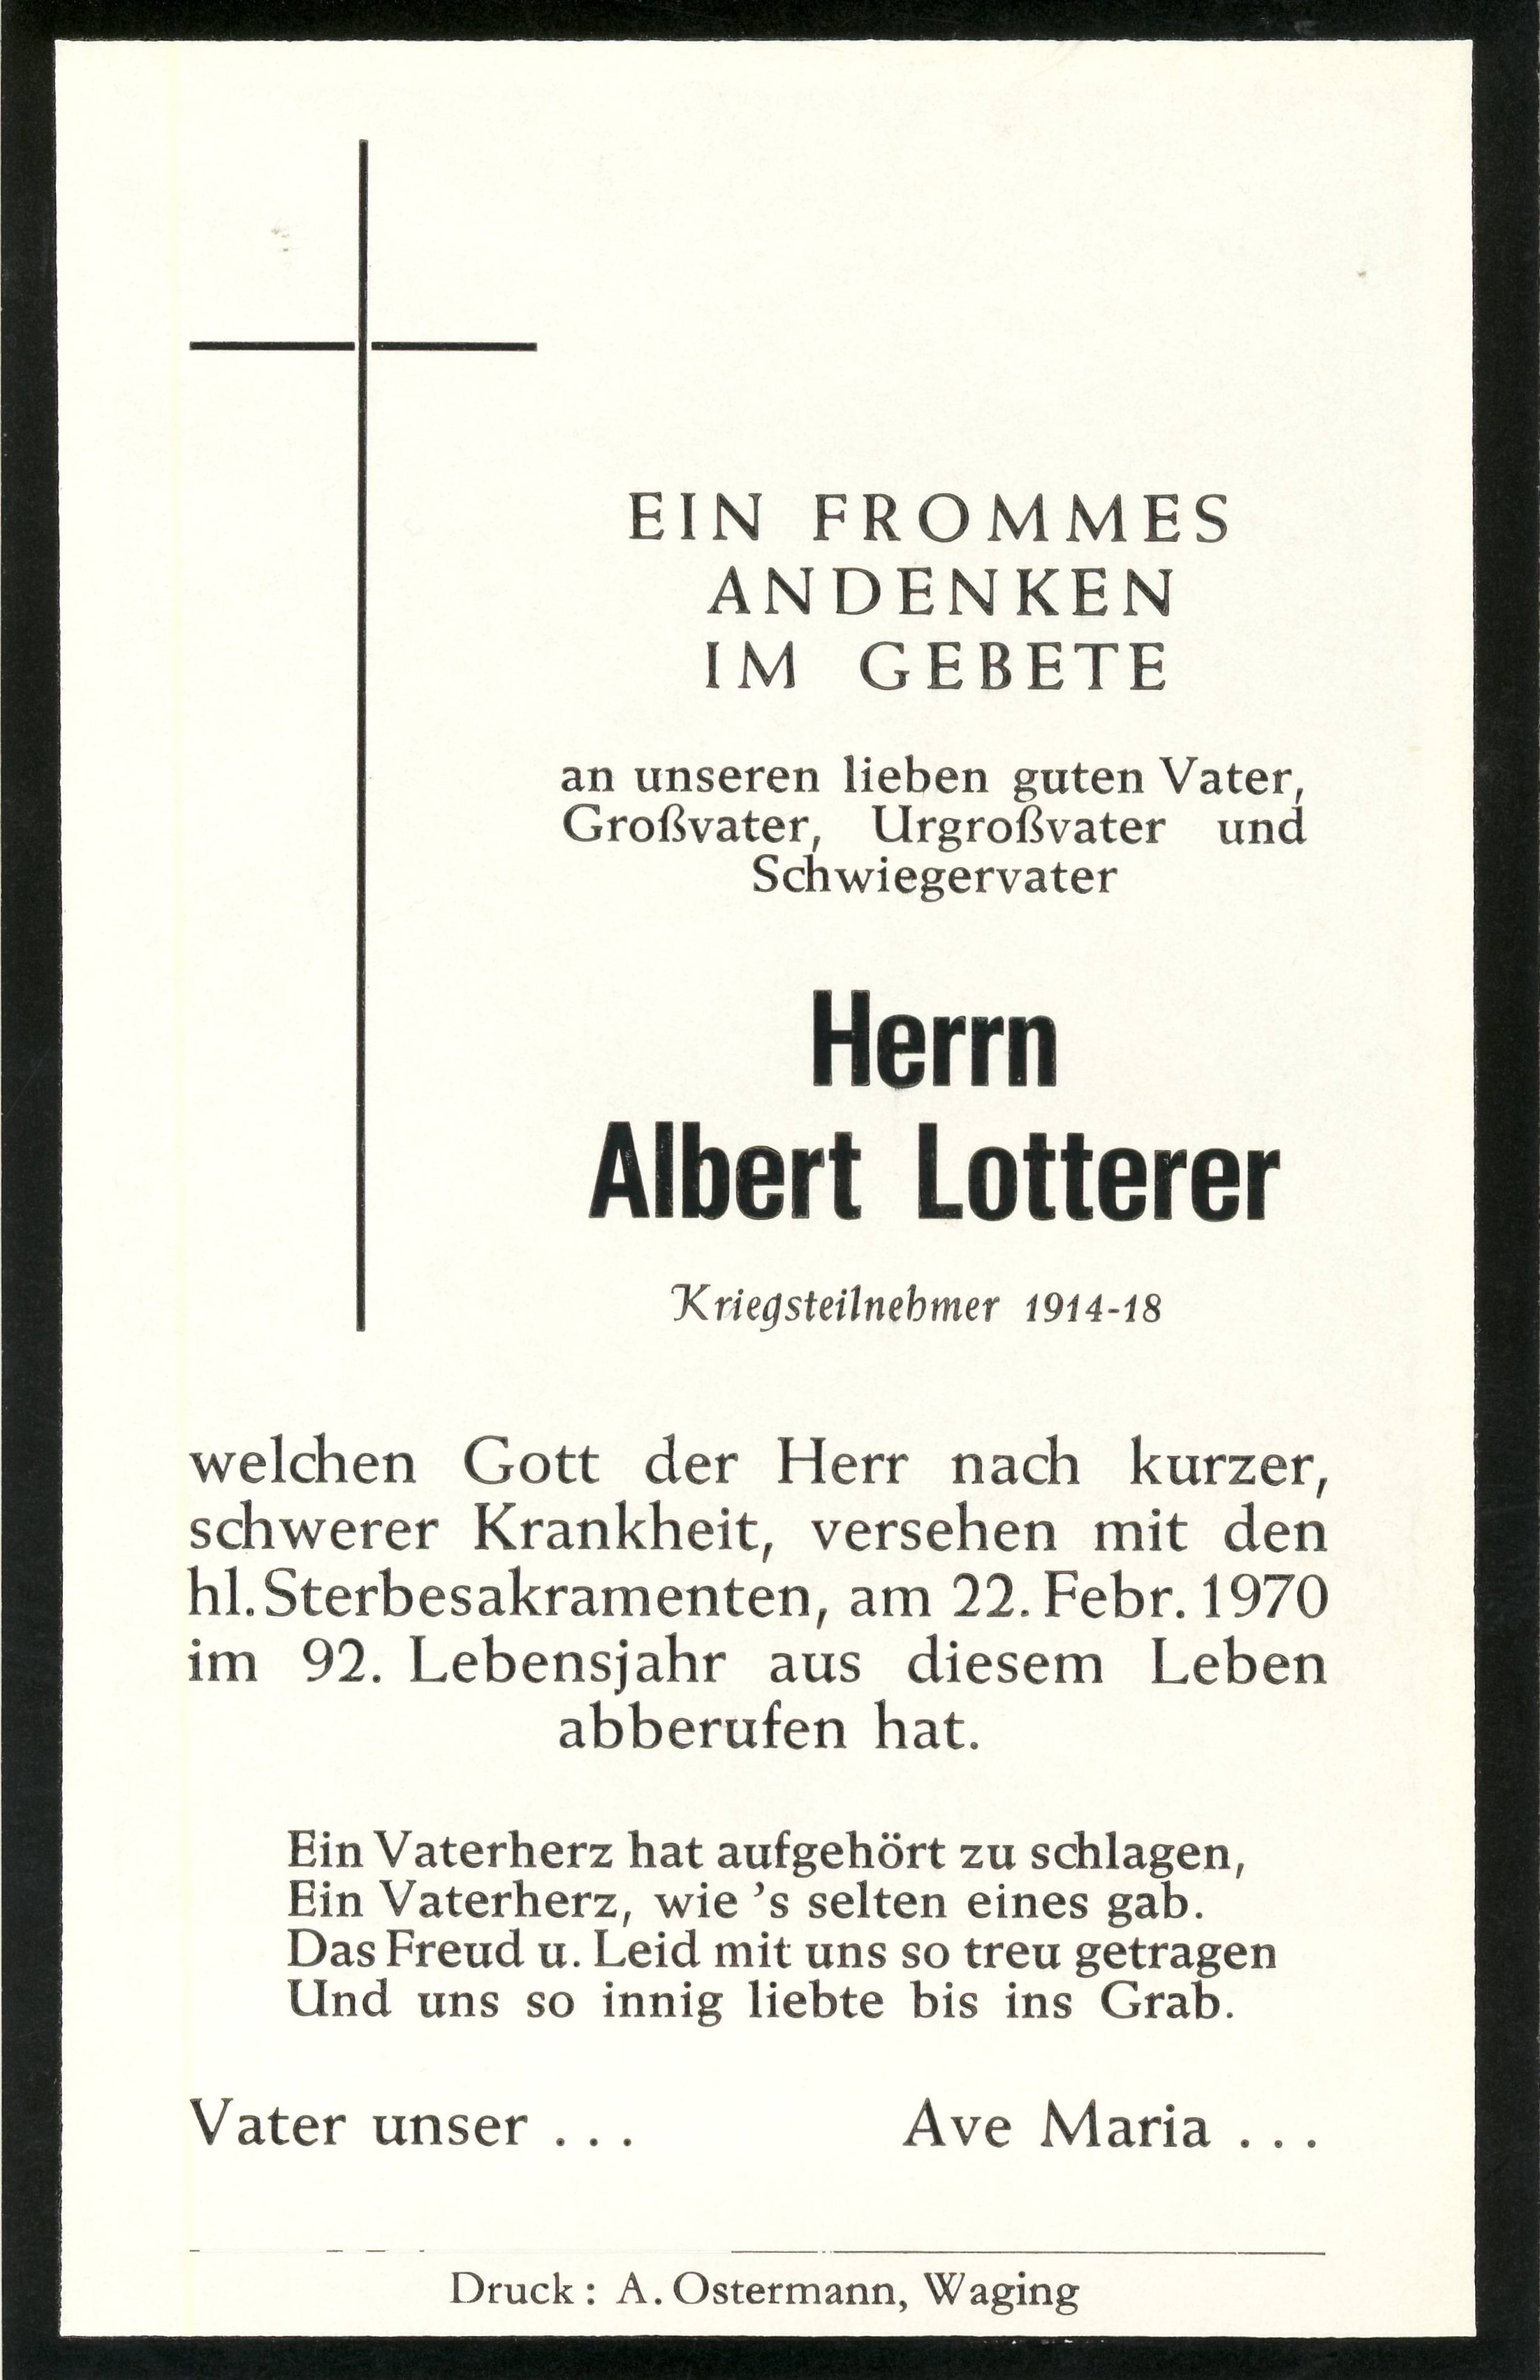 EIN FROMMES
ANDENKEN
IM GEBETE
an unseren lieben guten Vater,
Großvater, Urgroßvater und
Schwiegervater
Herrn
Albert Lotterer
Kriegsteilnehmer 1914-18
welchen Gott der Herr nach kurzer,
schwerer Krankheit, versehen mit den
hl. Sterbesakramenten, am 22. Febr. 1970
im 92. Lebensjahr aus diesem Leben
abberufen hat.
Ein Vaterherz hat aufgehört zu schlagen,
Ein Vaterherz, wie 's selten eines gab.
Das Freud u. Leid mit uns so treu getragen
Und uns so innig liebte bis ins Grab.
Vater unser . . . Ave Maria . . .
Druck: A. Ostermann, Waging